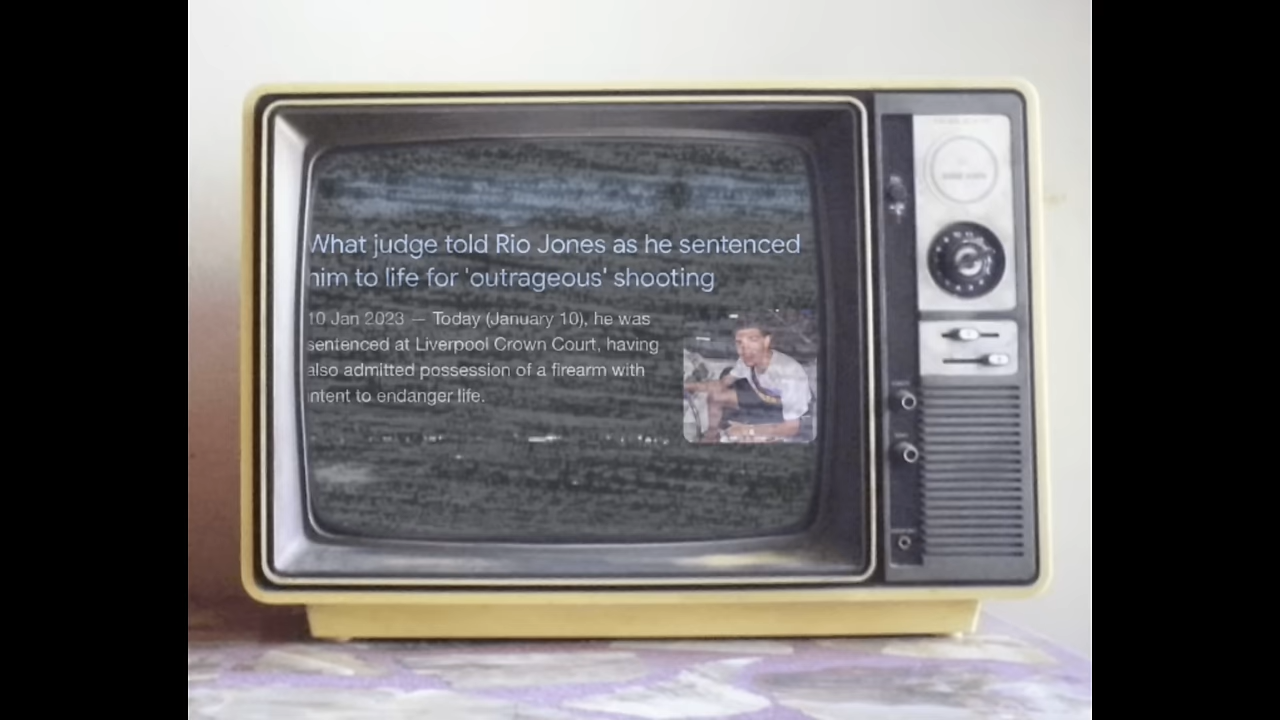 What judge told Rio Jones as he sentenced
him to life for 'outrageous' shooting
10 Jan 2023 — Today (January 10), he was
sentenced at Liverpool Crown Court, having
also admitted possession of a firearm with
intent to endanger life.